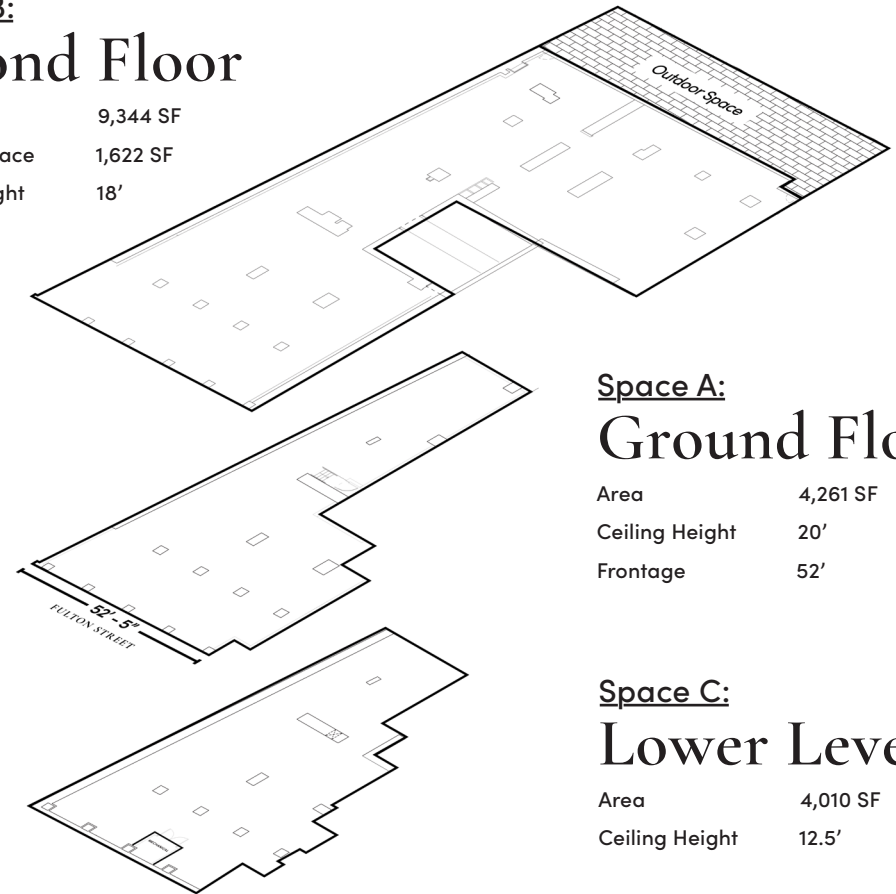 B:
ond Floor
9,344 SF
ace 1,622 SF
ght 18’
Outdoor Space
Space A:
Ground Flo
Area 4,261 SF
Ceiling Height 20’
Frontage 52’
52’ - 5”
FULTON STREET
Space C:
Lower Leve
Area 4,010 SF
Ceiling Height 12.5’